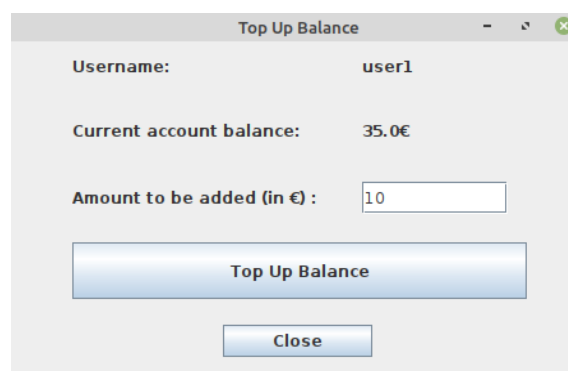 Top Up Balance
Username: user1
Current account balance: 35.0€
Amount to be added (in €) : 10
Top Up Balance
Close